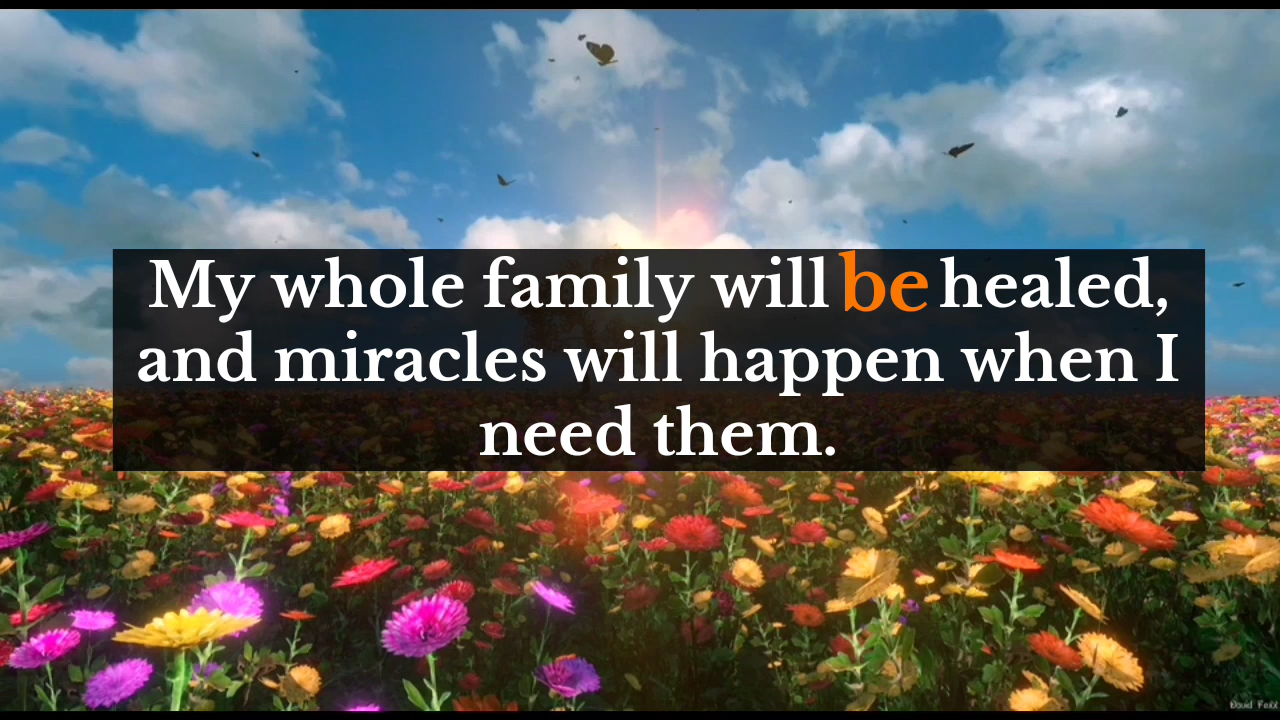 My whole family will be healed,
and miracles will happen when I
need them.